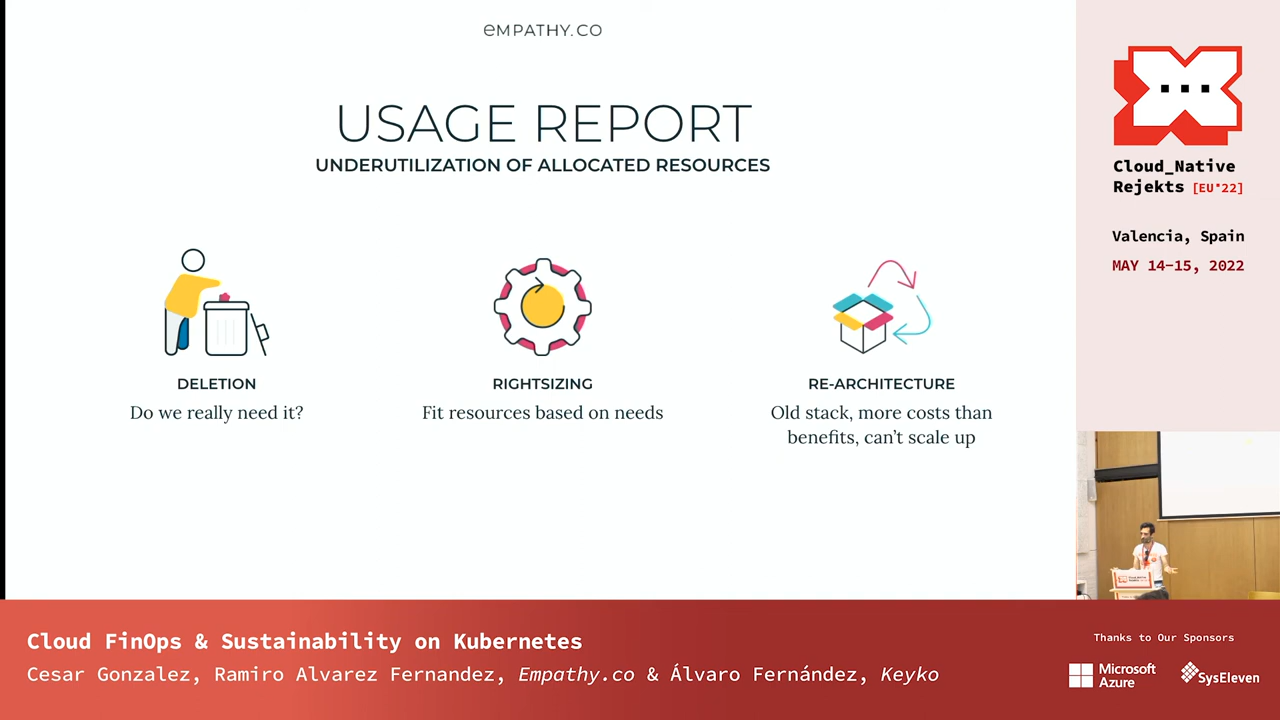 eMPATHY.CO
USAGE REPORT
UNDERUTILIZATION OF ALLOCATED RESOURCES
DELETION
Do we really need it?
RIGHTSIZING
Fit resources based on needs
RE-ARCHITECTURE
Old stack, more costs than
benefits, can't scale up
Cloud_Native
Rejekts [EU*22]
Valencia, Spain
MAY 14-15, 2022
Cloud FinOps & Sustainability on Kubernetes
Cesar Gonzalez, Ramiro Alvarez Fernandez, Empathy.co & Álvaro Fernández, Keyko
Thanks to Our Sponsors
Microsoft
Azure
SysEleven